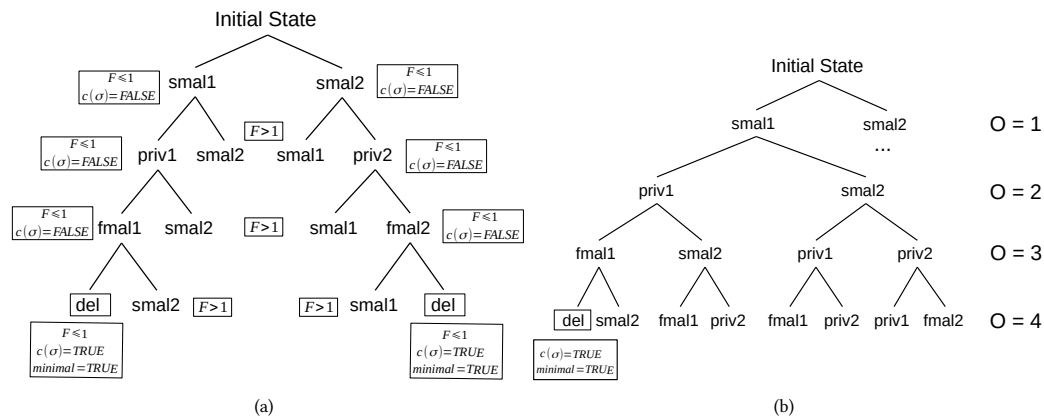 Initial State
smal1
F ⩽ 1
c(σ)=FALSE
smal2
F ⩽ 1
c(σ)=FALSE
F ⩽ 1
c(σ)=FALSE
priv1
smal2
F > 1
smal1
priv2
F ⩽ 1
c(σ)=FALSE
F ⩽ 1
c(σ)=FALSE
fmal1
smal2
F > 1
smal1
fmal2
F ⩽ 1
c(σ)=FALSE
del
smal2
F > 1
F > 1
smal1
del
F ⩽ 1
c(σ)=TRUE
minimal=TRUE
F ⩽ 1
c(σ)=TRUE
minimal=TRUE
(a)
Initial State
smal1 smal2 O = 1
...
priv1 smal2 O = 2
fmal1 smal2 priv1 priv2 O = 3
del smal2 fmal1 priv2 fmal1 priv2 priv1 fmal2 O = 4
c(σ)=TRUE
minimal=TRUE
(b)